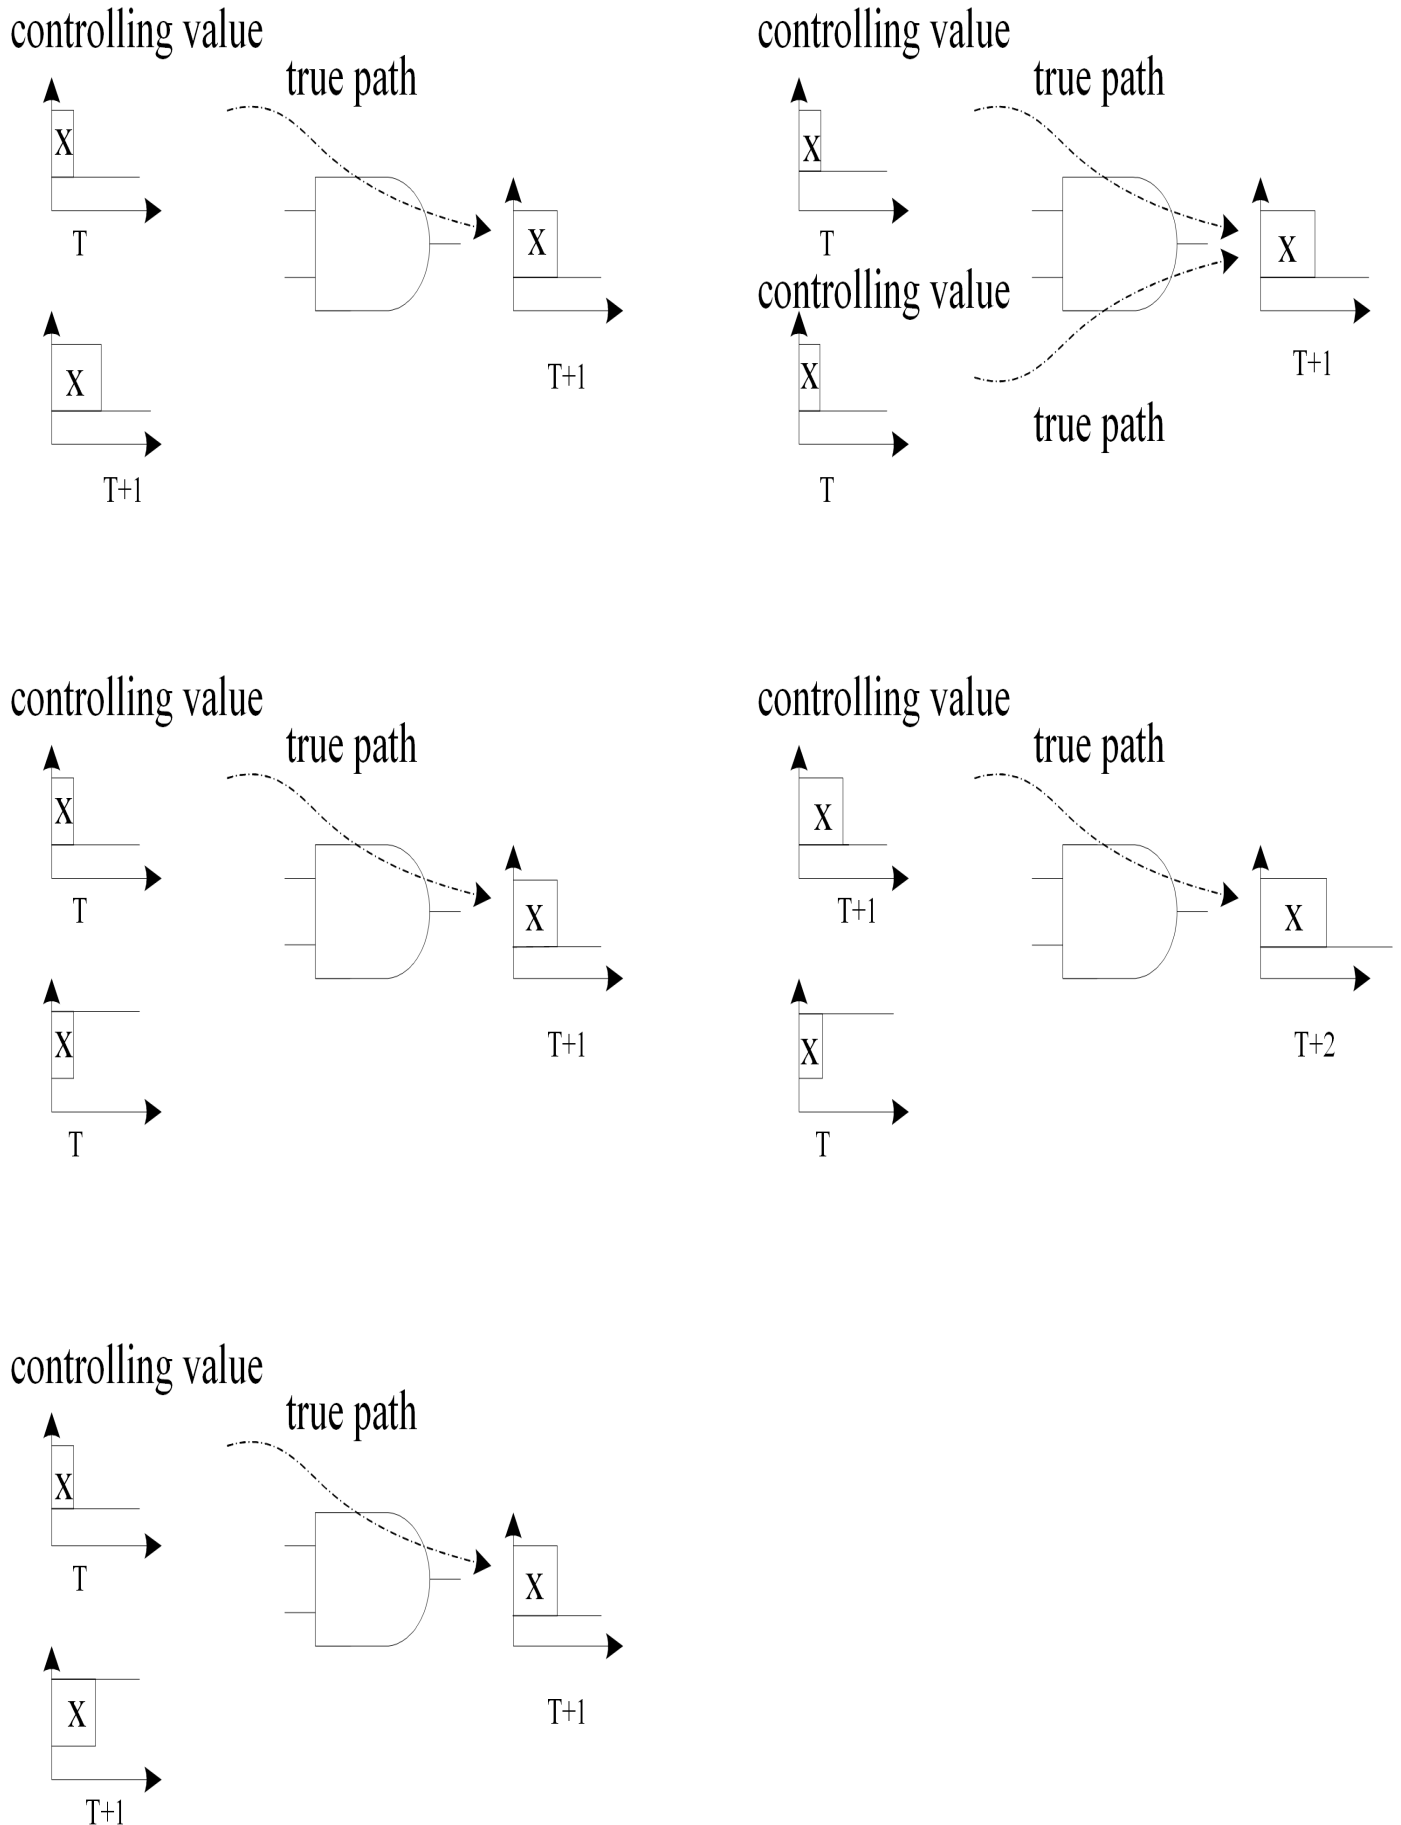 controlling value
true path
X
T
X
T+1
X
T+1
controlling value
true path
X
T
controlling value
X
T
true path
X
T+1
controlling value
true path
X
T
X
T
X
T+1
controlling value
true path
X
T+1
X
T
X
T+2
controlling value
true path
X
T
X
T+1
X
T+1